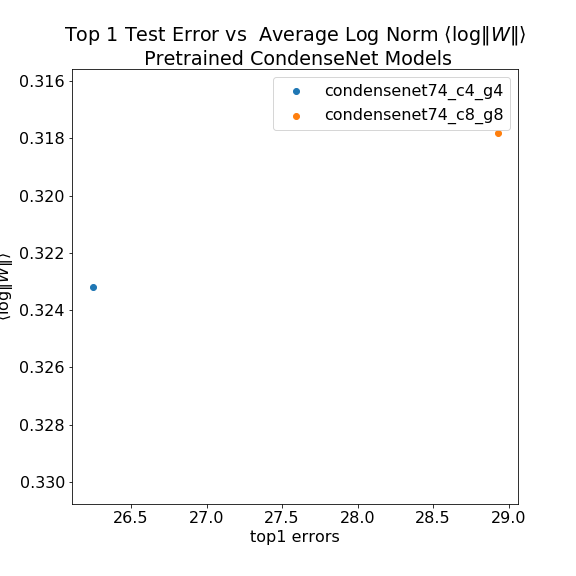 Top 1 Test Error vs  Average Log Norm ⟨log‖W‖⟩
Pretrained CondenseNet Models
condensenet74_c4_g4
condensenet74_c8_g8
0.316
0.318
0.320
0.322
0.324
0.326
0.328
0.330
⟨log‖W‖⟩
26.5
27.0
27.5
28.0
28.5
29.0
top1 errors